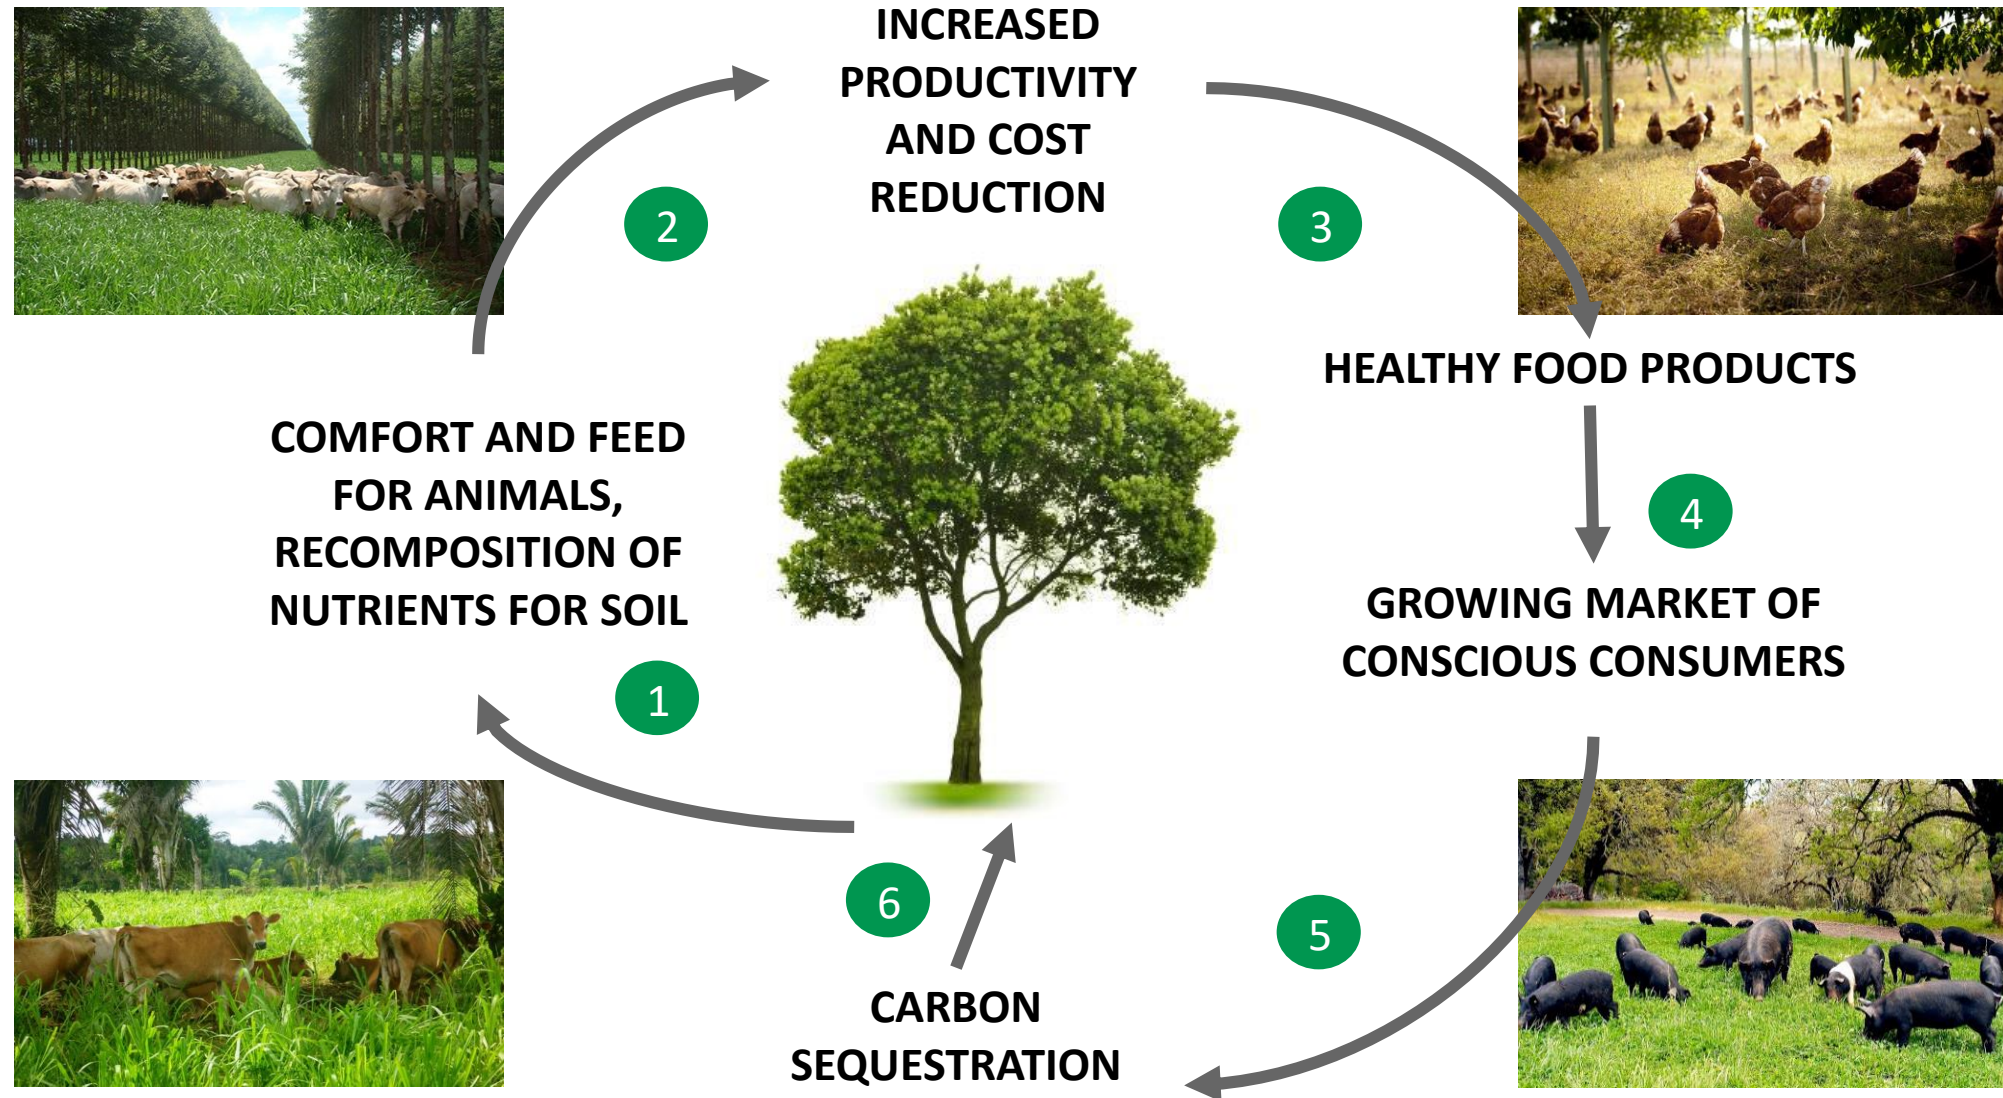 INCREASED
PRODUCTIVITY
AND COST
REDUCTION
2
3
HEALTHY FOOD PRODUCTS
COMFORT AND FEED
FOR ANIMALS,
RECOMPOSITION OF
NUTRIENTS FOR SOIL
4
GROWING MARKET OF
CONSCIOUS CONSUMERS
1
6
5
CARBON
SEQUESTRATION